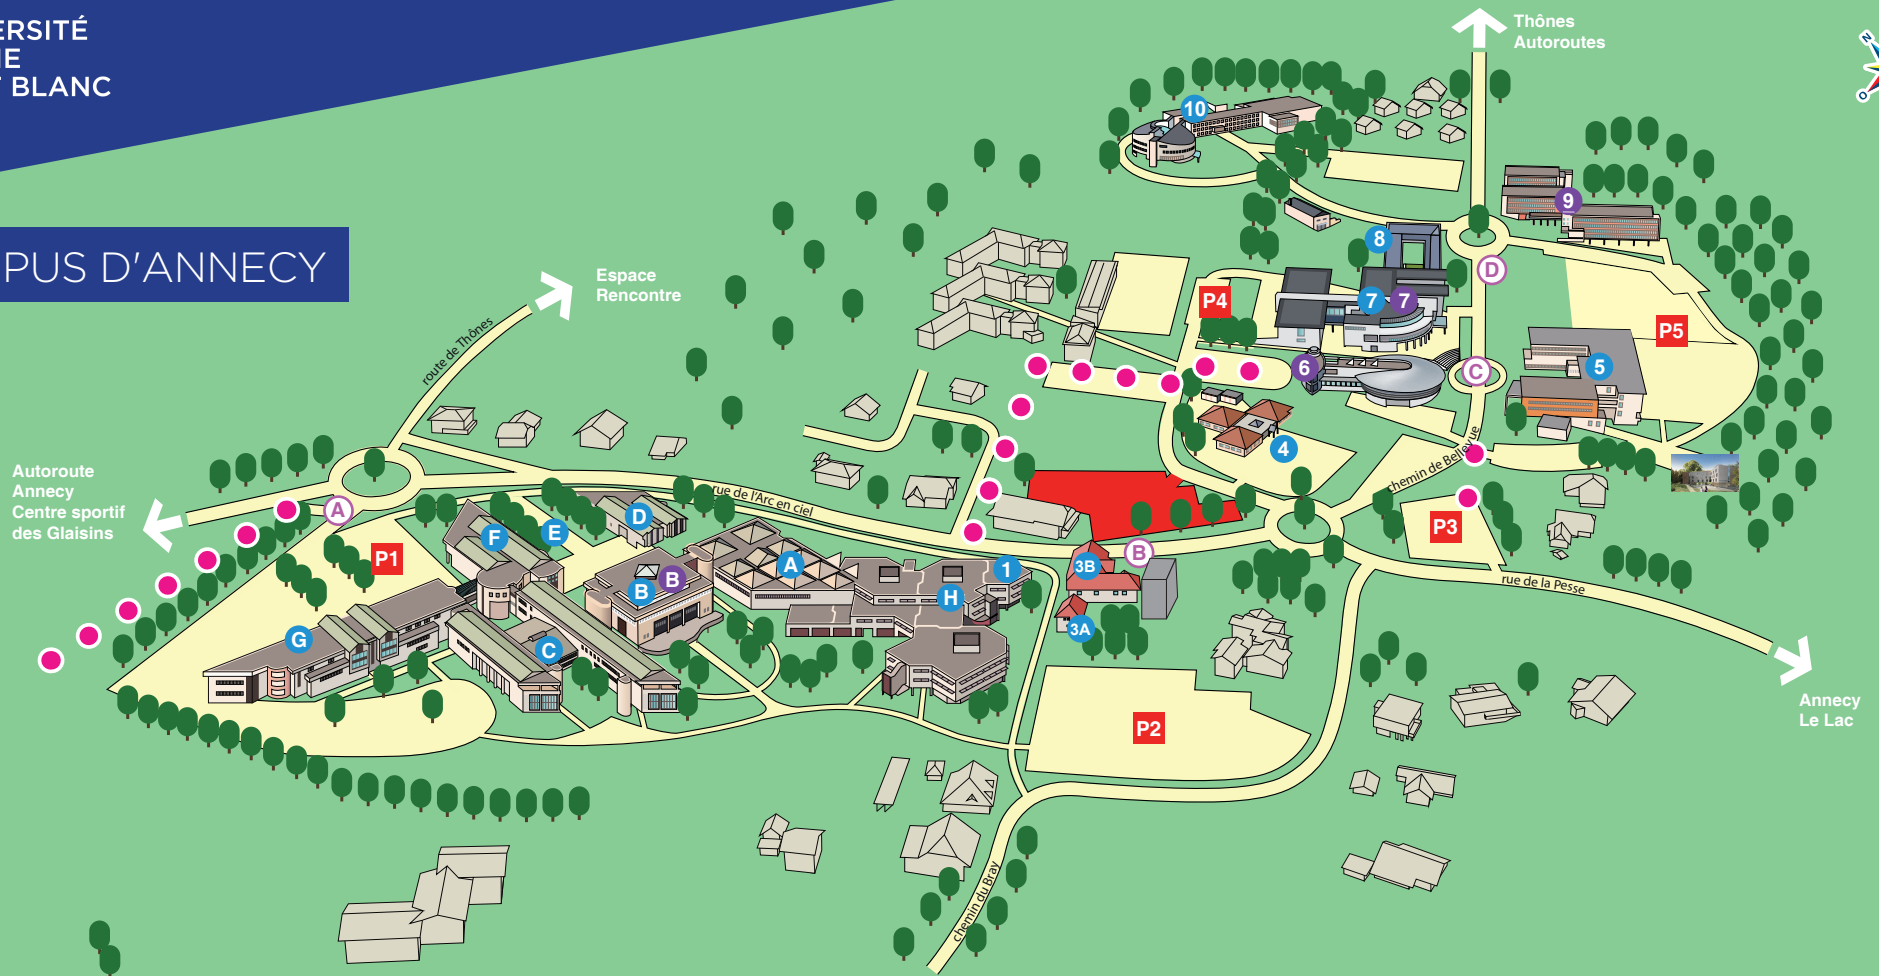 ERSITÉ
IE
T BLANC
PUS D'ANNECY
Thônes
Autoroutes
N
O
10
9
8
D
Espace
Rencontre
P4
7
7
P5
route de Thônes
6
C
5
4
chemin de Bellevue
Autoroute
Annecy
Centre sportif
des Glaisins
A
rue de l'Arc en ciel
D
E
F
P1
P3
B
A
3B
1
B
B
H
rue de la Pesse
3A
G
C
P2
Annecy
Le Lac
chemin du Bray